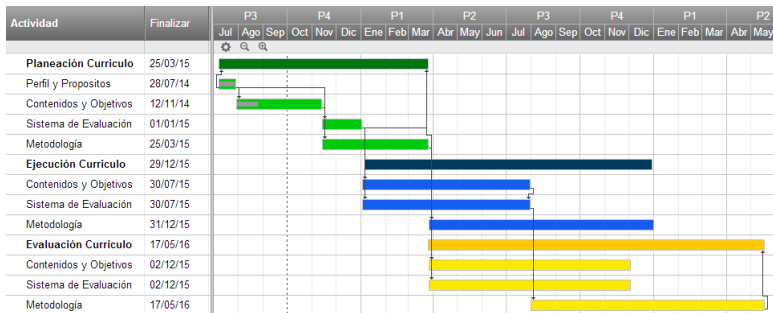 Actividad Finalizar P3 P4 P1 P2 P3 P4 P1 P2
Jul Ago Sep Oct Nov Dic Ene Feb Mar Abr May Jun Jul Ago Sep Oct Nov Dic Ene Feb Mar Abr May
Planeación Curriculo 25/03/15
Perfil y Propositos 28/07/14
Contenidos y Objetivos 12/11/14
Sistema de Evaluación 01/01/15
Metodología 25/03/15
Ejecución Curriculo 29/12/15
Contenidos y Objetivos 30/07/15
Sistema de Evaluación 30/07/15
Metodología 31/12/15
Evaluación Curriculo 17/05/16
Contenidos y Objetivos 02/12/15
Sistema de Evaluación 02/12/15
Metodología 17/05/16